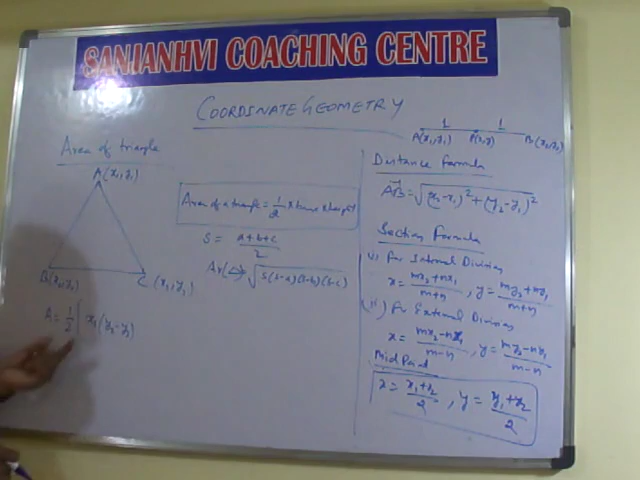 SANJANHVI COACHING CENTRE
COORDINATE GEOMETRY
Area of triangle
A (x₁, y₁)
B (x₂, y₂)
C (x₃, y₃)
A = 1/2 [ x₁ (y₂ - y₃)
Area of a triangle = 1/2 × base × height
S = a+b+c / 2
Ar(△) = √S(S-a)(S-b)(S-c)
1 1
A(x₁, y₁) P(x, y) B(x₂, y₂)
Distance Formula
AB = √(x₂-x₁)² + (y₂-y₁)²
Section Formula
(i) For Internal Division
x = mx₂+nx₁ / m+n , y = my₂+ny₁ / m+n
(ii) For External Division
x = mx₂-nx₁ / m-n , y = my₂-ny₁ / m-n
Mid Point
x = x₁+x₂ / 2 , y = y₁+y₂ / 2